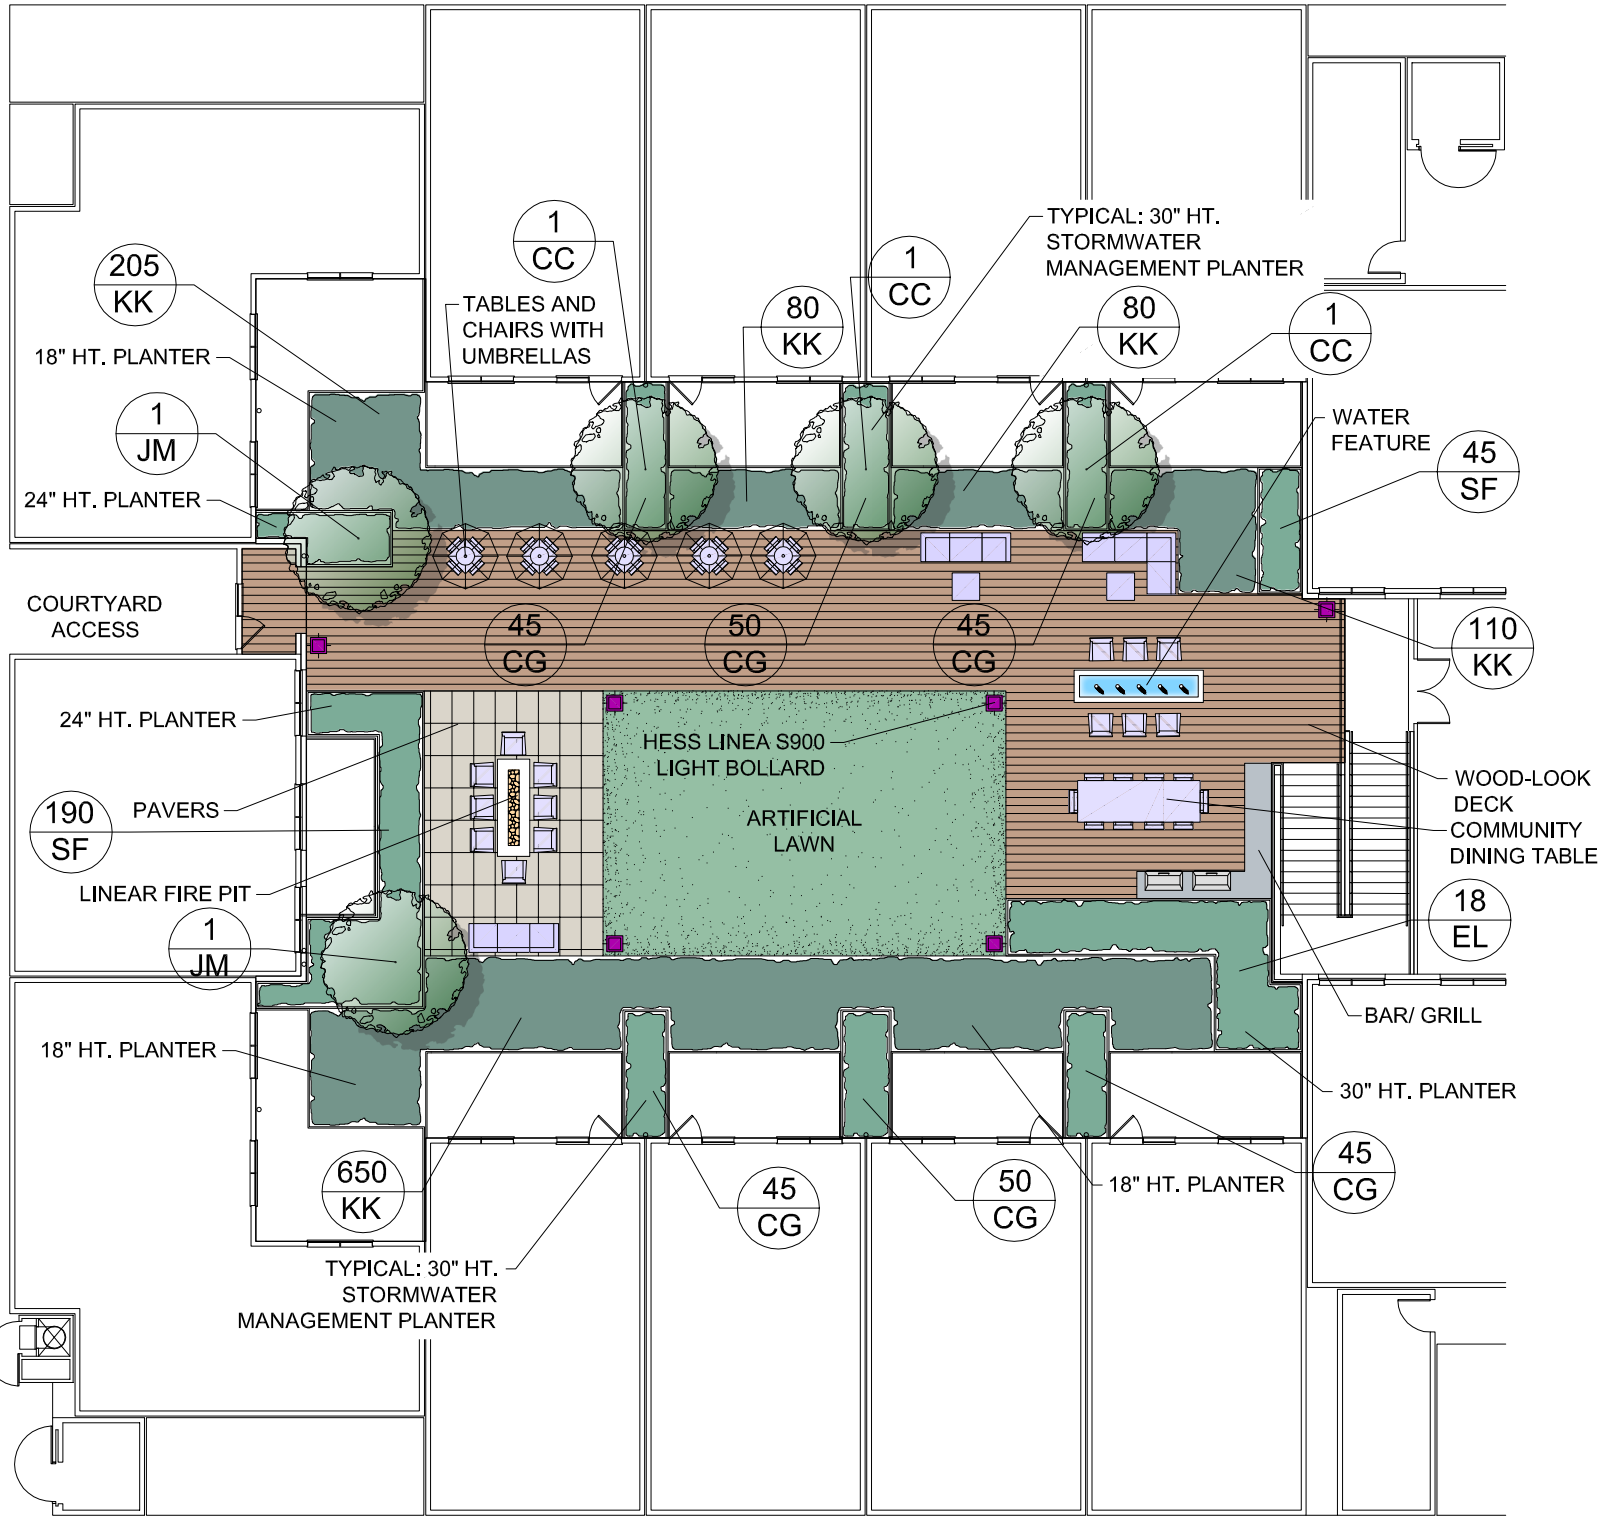 1
CC
TYPICAL: 30" HT.
STORMWATER
MANAGEMENT PLANTER
205
KK
1
CC
TABLES AND
CHAIRS WITH
UMBRELLAS
80
KK
80
KK
1
CC
18" HT. PLANTER
1
JM
WATER
FEATURE
45
SF
24" HT. PLANTER
COURTYARD
ACCESS
45
CG
50
CG
45
CG
110
KK
24" HT. PLANTER
HESS LINEA S900
LIGHT BOLLARD
PAVERS
190
SF
ARTIFICIAL
LAWN
WOOD-LOOK
DECK
COMMUNITY
DINING TABLE
LINEAR FIRE PIT
1
JM
18
EL
BAR/ GRILL
18" HT. PLANTER
30" HT. PLANTER
650
KK
45
CG
50
CG
18" HT. PLANTER
45
CG
TYPICAL: 30" HT.
STORMWATER
MANAGEMENT PLANTER